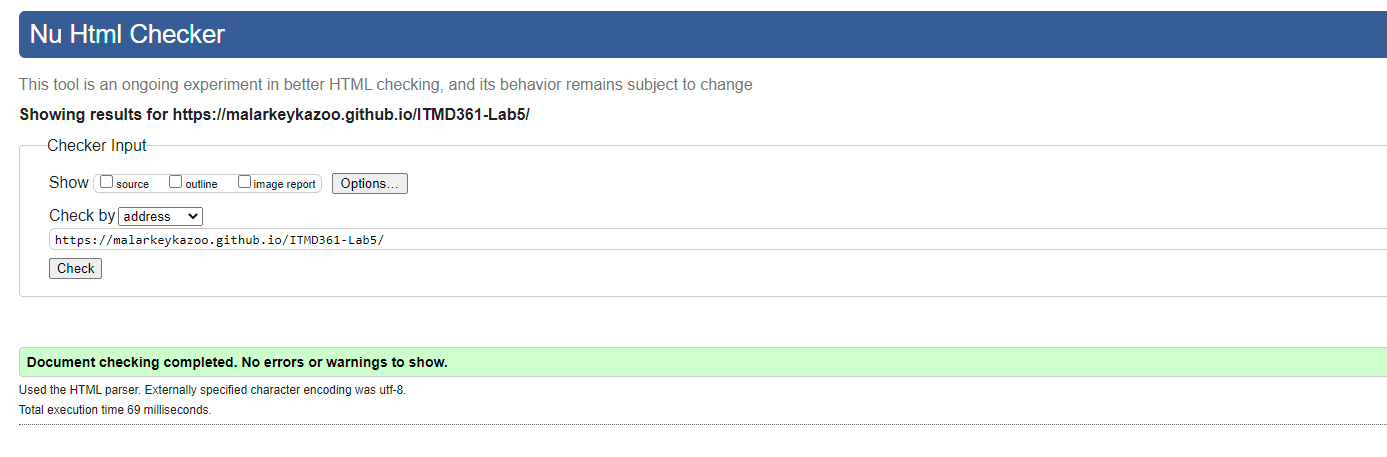 Nu Html Checker
This tool is an ongoing experiment in better HTML checking, and its behavior remains subject to change
Showing results for https://malarkeykazoo.github.io/ITMD361-Lab5/
Checker Input
Show source outline image report Options...
Check by address
https://malarkeykazoo.github.io/ITMD361-Lab5/
Check
Document checking completed. No errors or warnings to show.
Used the HTML parser. Externally specified character encoding was utf-8.
Total execution time 69 milliseconds.